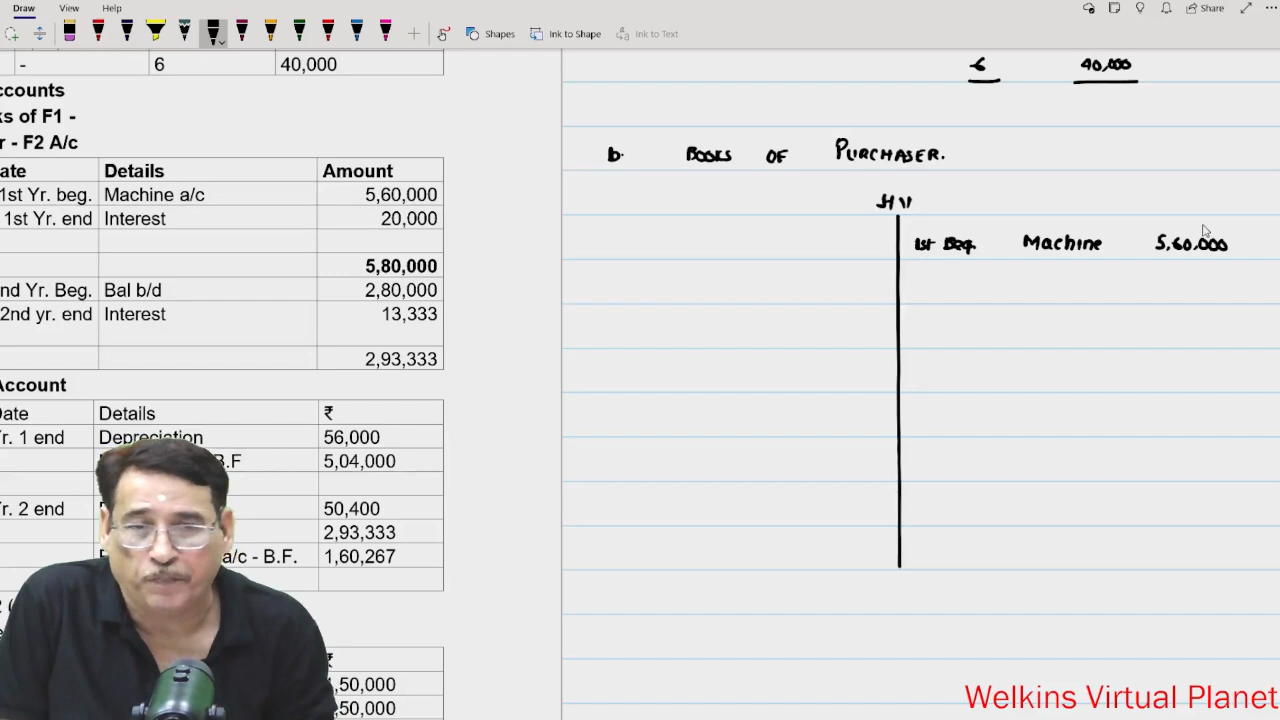 Draw View Help
Share
Shapes Ink to Shape Ink to Text
- 6 40,000
ccounts
ks of F1 -
r - F2 A/c
ate Details Amount
1st Yr. beg. Machine a/c 5,60,000
1st Yr. end Interest 20,000
5,80,000
nd Yr. Beg. Bal b/d 2,80,000
2nd yr. end Interest 13,333
2,93,333
Account
Date Details ₹
Yr. 1 end Depreciation 56,000
B.F 5,04,000
Yr. 2 end 50,400
2,93,333
a/c - B.F. 1,60,267
₹
,50,000
,50,000
6 40,000
b. BOOKS OF PURCHASER.
HV
1st Beg. Machine 5,60,000
Welkins Virtual Planet